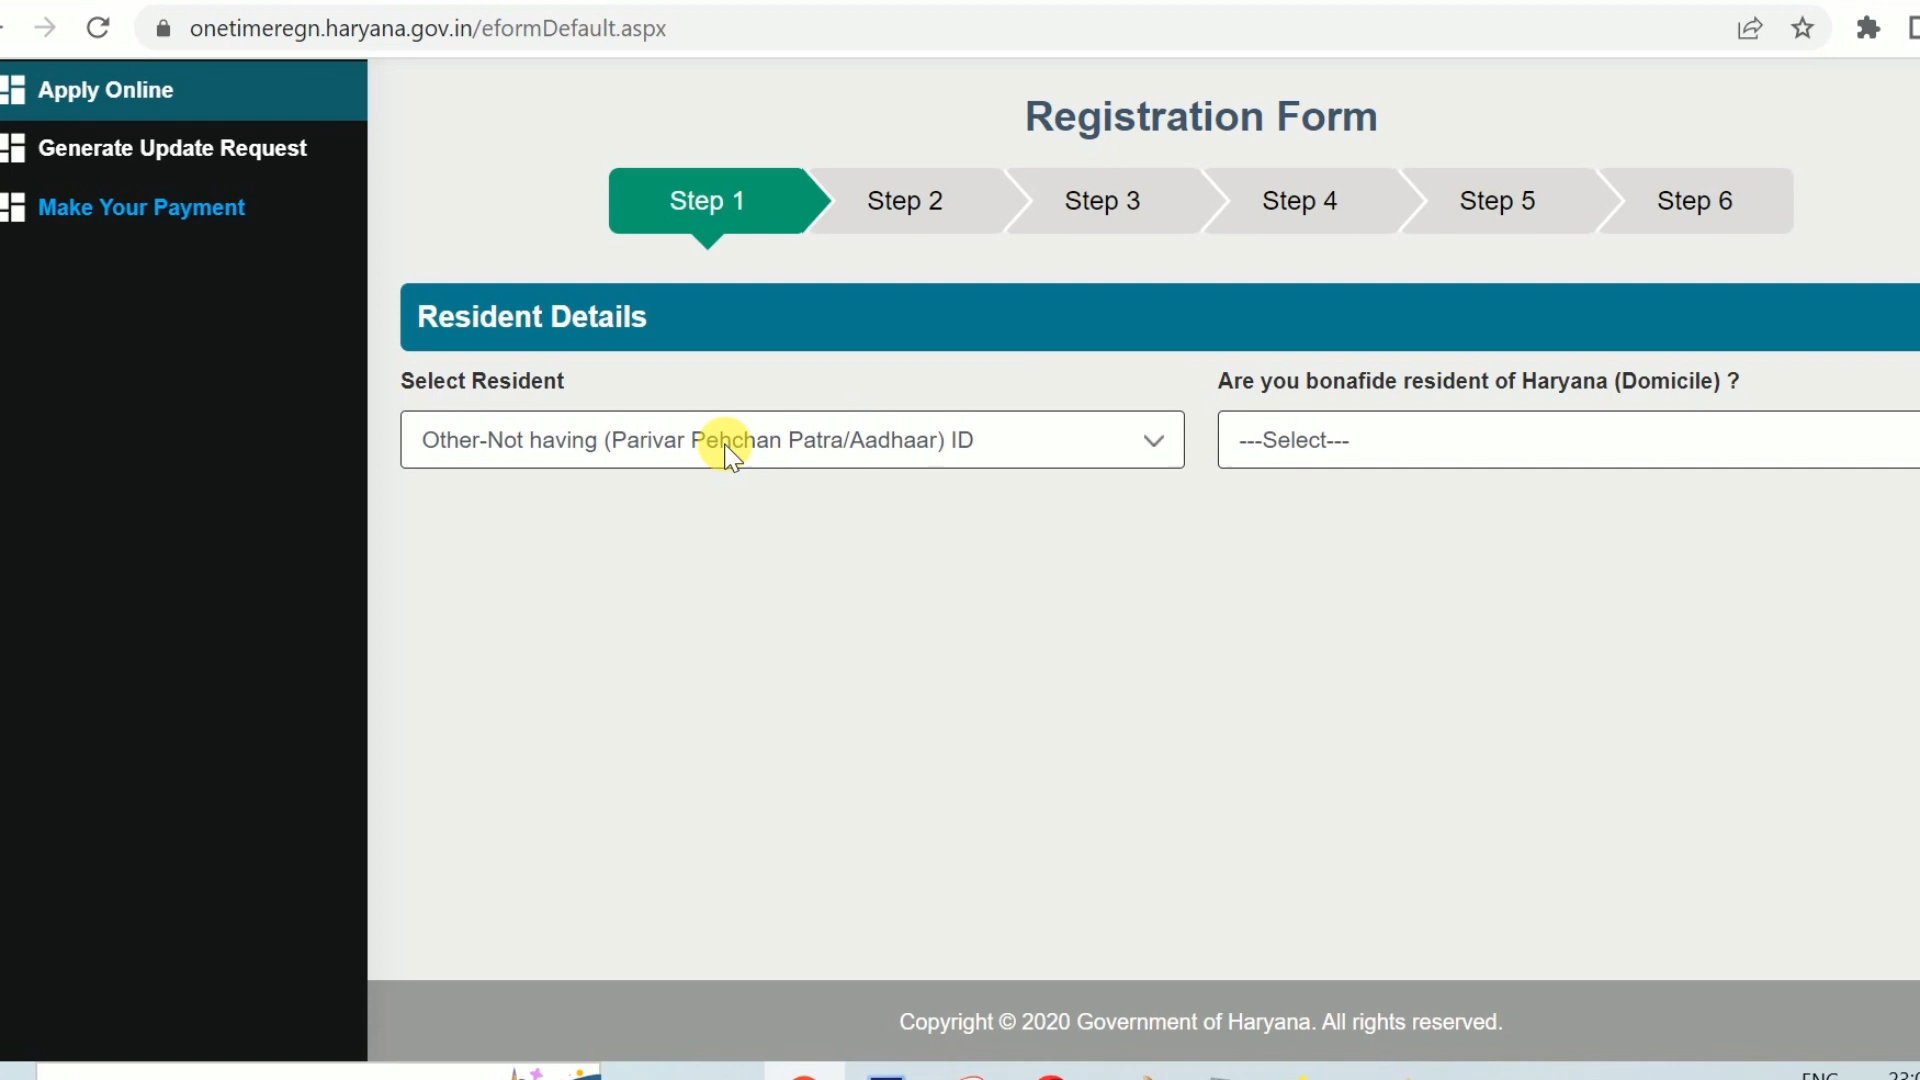 onetimeregn.haryana.gov.in/eformDefault.aspx
Apply Online
Generate Update Request
Make Your Payment
Registration Form
Step 1
Step 2
Step 3
Step 4
Step 5
Step 6
Resident Details
Select Resident
Are you bonafide resident of Haryana (Domicile) ?
Other-Not having (Parivar Pehchan Patra/Aadhaar) ID
---Select---
Copyright © 2020 Government of Haryana. All rights reserved.
ENG